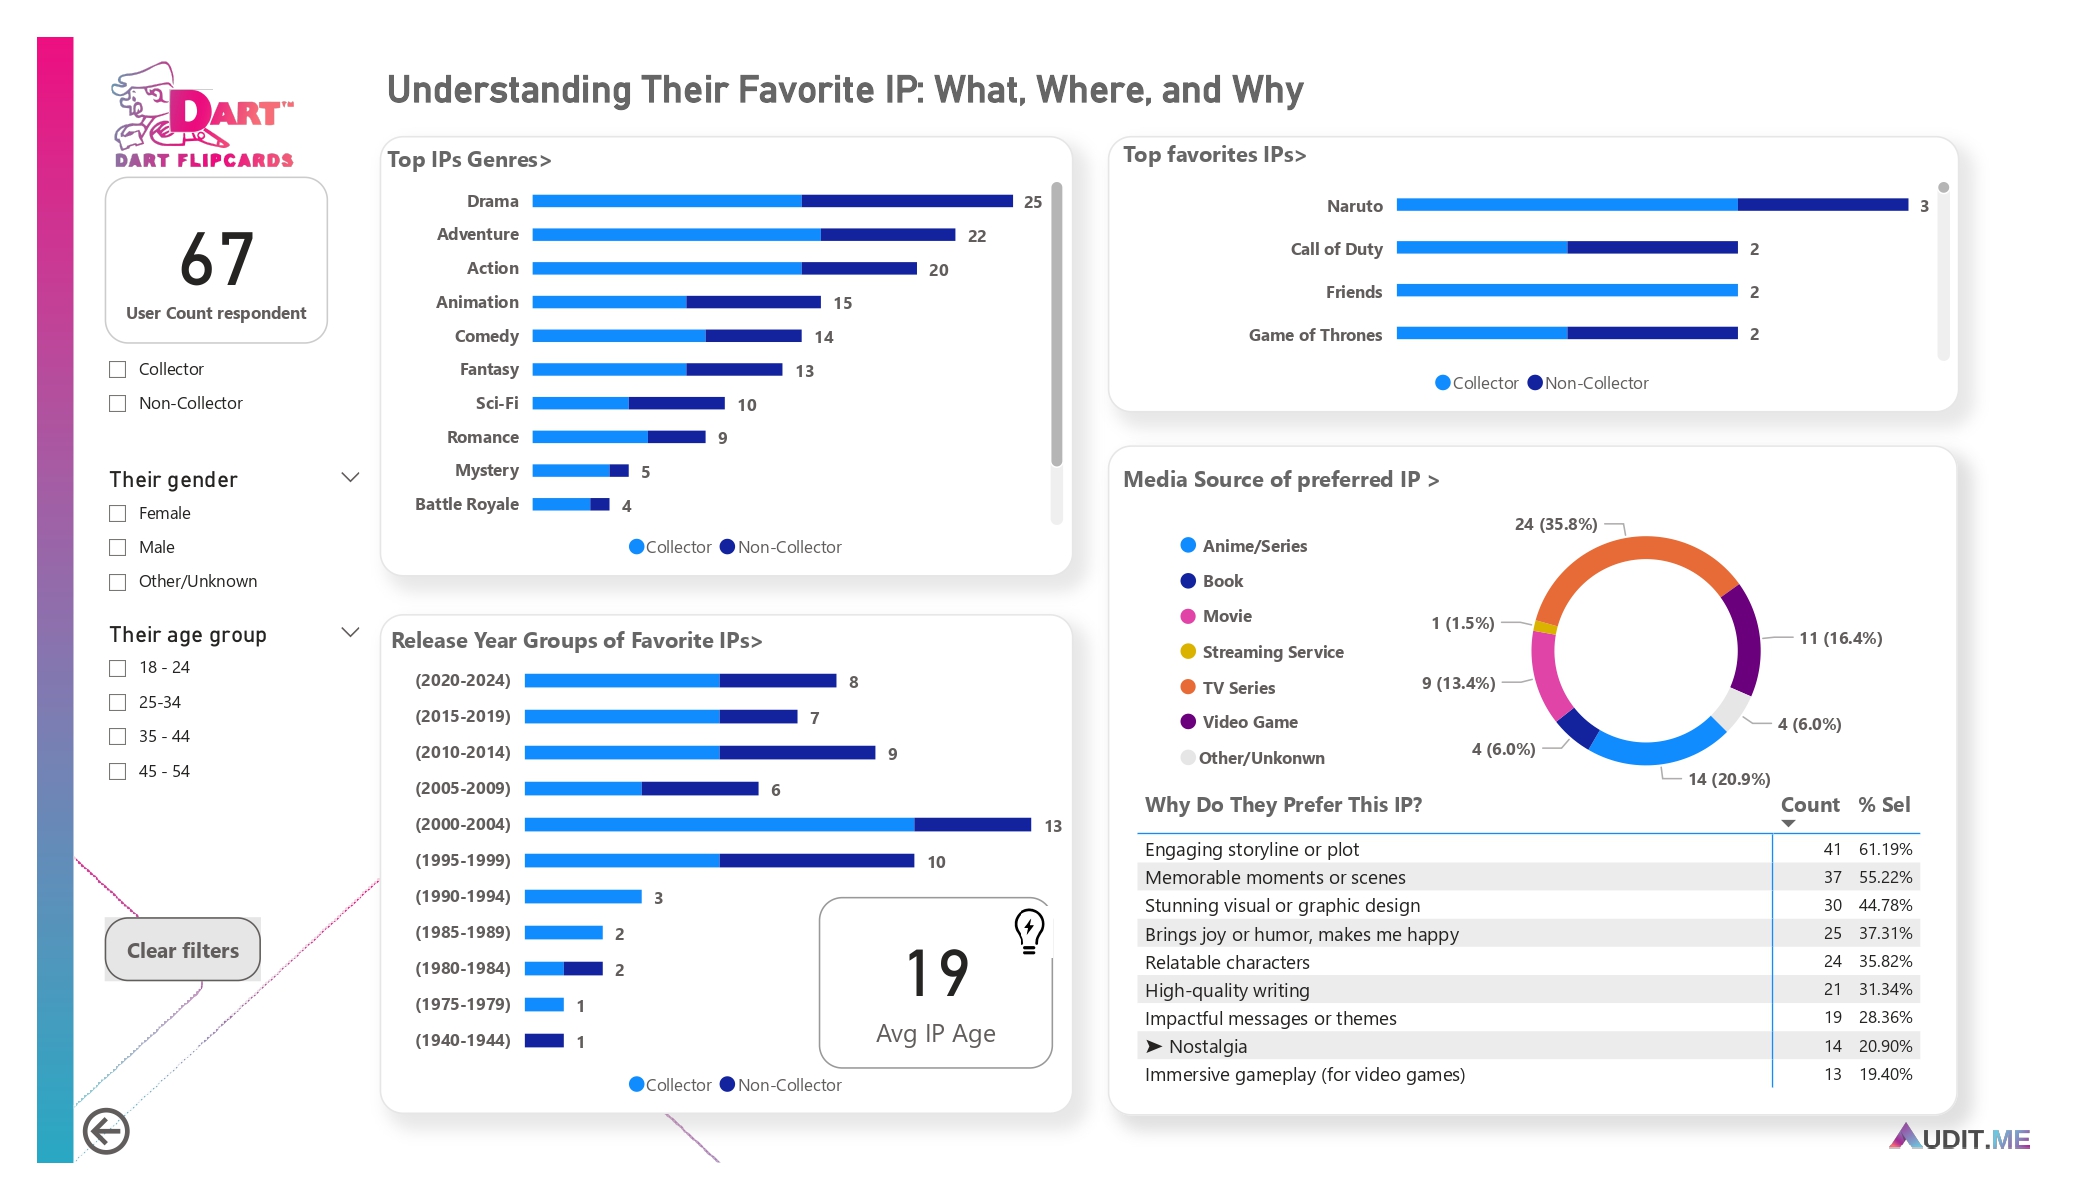 Understanding Their Favorite IP: What, Where, and Why
DART™
DART FLIPCARDS
67
User Count respondent
Collector
Non-Collector
Their gender
Female
Male
Other/Unknown
Their age group
18 - 24
25-34
35 - 44
45 - 54
Clear filters
Top IPs Genres>
Drama 25
Adventure 22
Action 20
Animation 15
Comedy 14
Fantasy 13
Sci-Fi 10
Romance 9
Mystery 5
Battle Royale 4
Collector Non-Collector
Release Year Groups of Favorite IPs>
(2020-2024) 8
(2015-2019) 7
(2010-2014) 9
(2005-2009) 6
(2000-2004) 13
(1995-1999) 10
(1990-1994) 3
(1985-1989) 2
(1980-1984) 2
(1975-1979) 1
(1940-1944) 1
19
Avg IP Age
Collector Non-Collector
Top favorites IPs>
Naruto 3
Call of Duty 2
Friends 2
Game of Thrones 2
Collector Non-Collector
Media Source of preferred IP >
Anime/Series
Book
Movie
Streaming Service
TV Series
Video Game
Other/Unkonwn
24 (35.8%)
1 (1.5%)
11 (16.4%)
9 (13.4%)
4 (6.0%)
4 (6.0%)
14 (20.9%)
Why Do They Prefer This IP? Count % Sel
Engaging storyline or plot 41 61.19%
Memorable moments or scenes 37 55.22%
Stunning visual or graphic design 30 44.78%
Brings joy or humor, makes me happy 25 37.31%
Relatable characters 24 35.82%
High-quality writing 21 31.34%
Impactful messages or themes 19 28.36%
➤ Nostalgia 14 20.90%
Immersive gameplay (for video games) 13 19.40%
AUDIT.ME